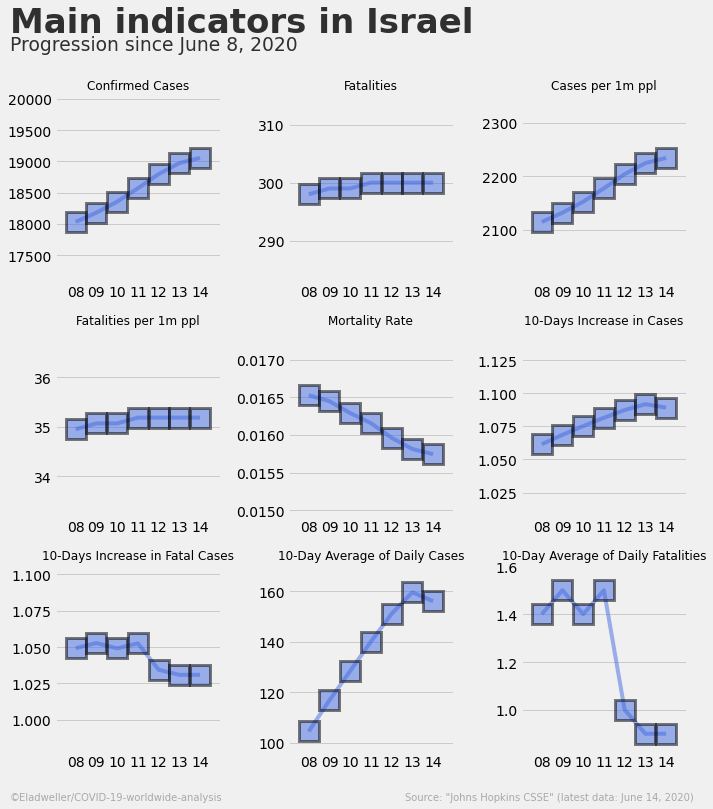 Main indicators in Israel
Progression since June 8, 2020
Confirmed Cases
20000
19500
19000
18500
18000
17500
08 09 10 11 12 13 14
Fatalities
310
300
290
08 09 10 11 12 13 14
Cases per 1m ppl
2300
2200
2100
08 09 10 11 12 13 14
Fatalities per 1m ppl
36
35
34
08 09 10 11 12 13 14
Mortality Rate
0.0170
0.0165
0.0160
0.0155
0.0150
08 09 10 11 12 13 14
10-Days Increase in Cases
1.125
1.100
1.075
1.050
1.025
08 09 10 11 12 13 14
10-Days Increase in Fatal Cases
1.100
1.075
1.050
1.025
1.000
08 09 10 11 12 13 14
10-Day Average of Daily Cases
160
140
120
100
08 09 10 11 12 13 14
10-Day Average of Daily Fatalities
1.6
1.4
1.2
1.0
08 09 10 11 12 13 14
©Eladweller/COVID-19-worldwide-analysis
Source: "Johns Hopkins CSSE" (latest data: June 14, 2020)